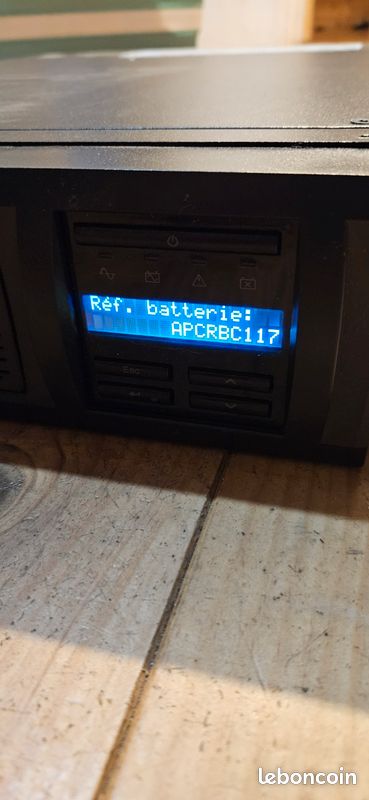 Réf. batterie:
APCRBC117
Esc
leboncoin